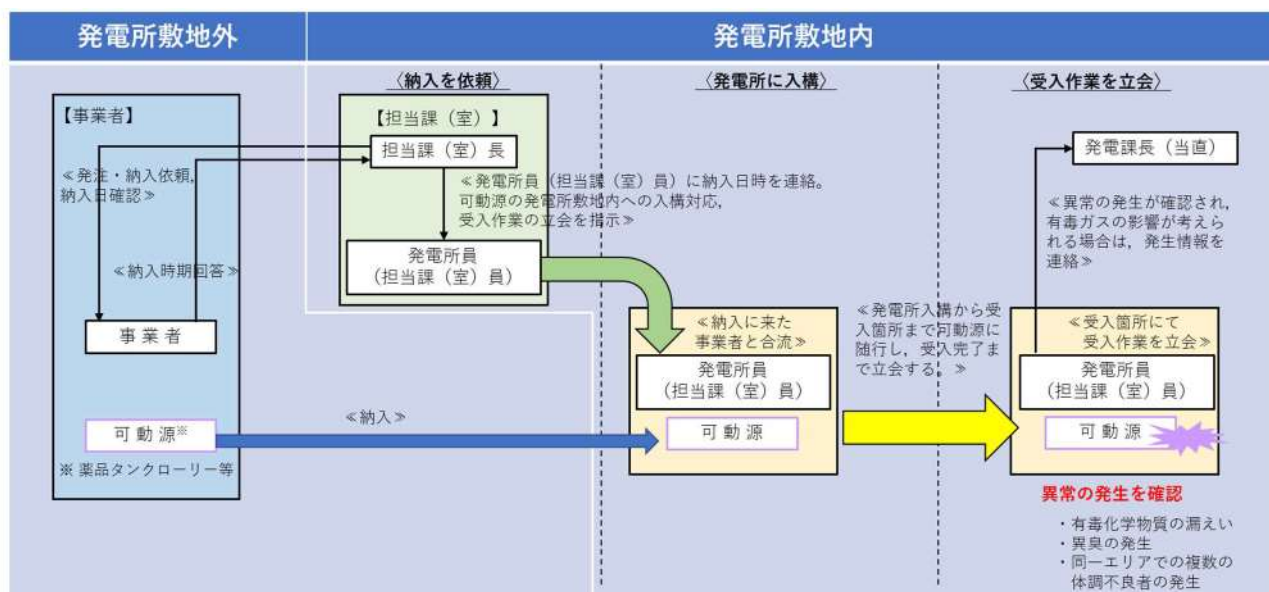 発電所敷地外
発電所敷地内
〈納入を依頼〉
〈発電所に入構〉
〈受入作業を立会〉
【事業者】
≪発注・納入依頼,
納入日確認≫
≪納入時期回答≫
事 業 者
可 動 源※
※ 薬品タンクローリー等
【担当課（室）】
担当課（室）長
≪発電所員（担当課（室）員）に納入日時を連絡。
可動源の発電所敷地内への入構対応,
受入作業の立会を指示≫
発電所員
(担当課（室）員)
≪納入≫
≪納入に来た
事業者と合流≫
発電所員
(担当課（室）員)
可 動 源
≪発電所入構から受
入箇所まで可動源に
随行し，受入完了ま
で立会する。≫
発電課長（当直）
≪異常の発生が確認され,
有毒ガスの影響が考えら
れる場合は，発生情報を
連絡≫
≪受入箇所にて
受入作業を立会≫
発電所員
(担当課（室）員)
可 動 源
異常の発生を確認
・有毒化学物質の漏えい
・異臭の発生
・同一エリアでの複数の
体調不良者の発生